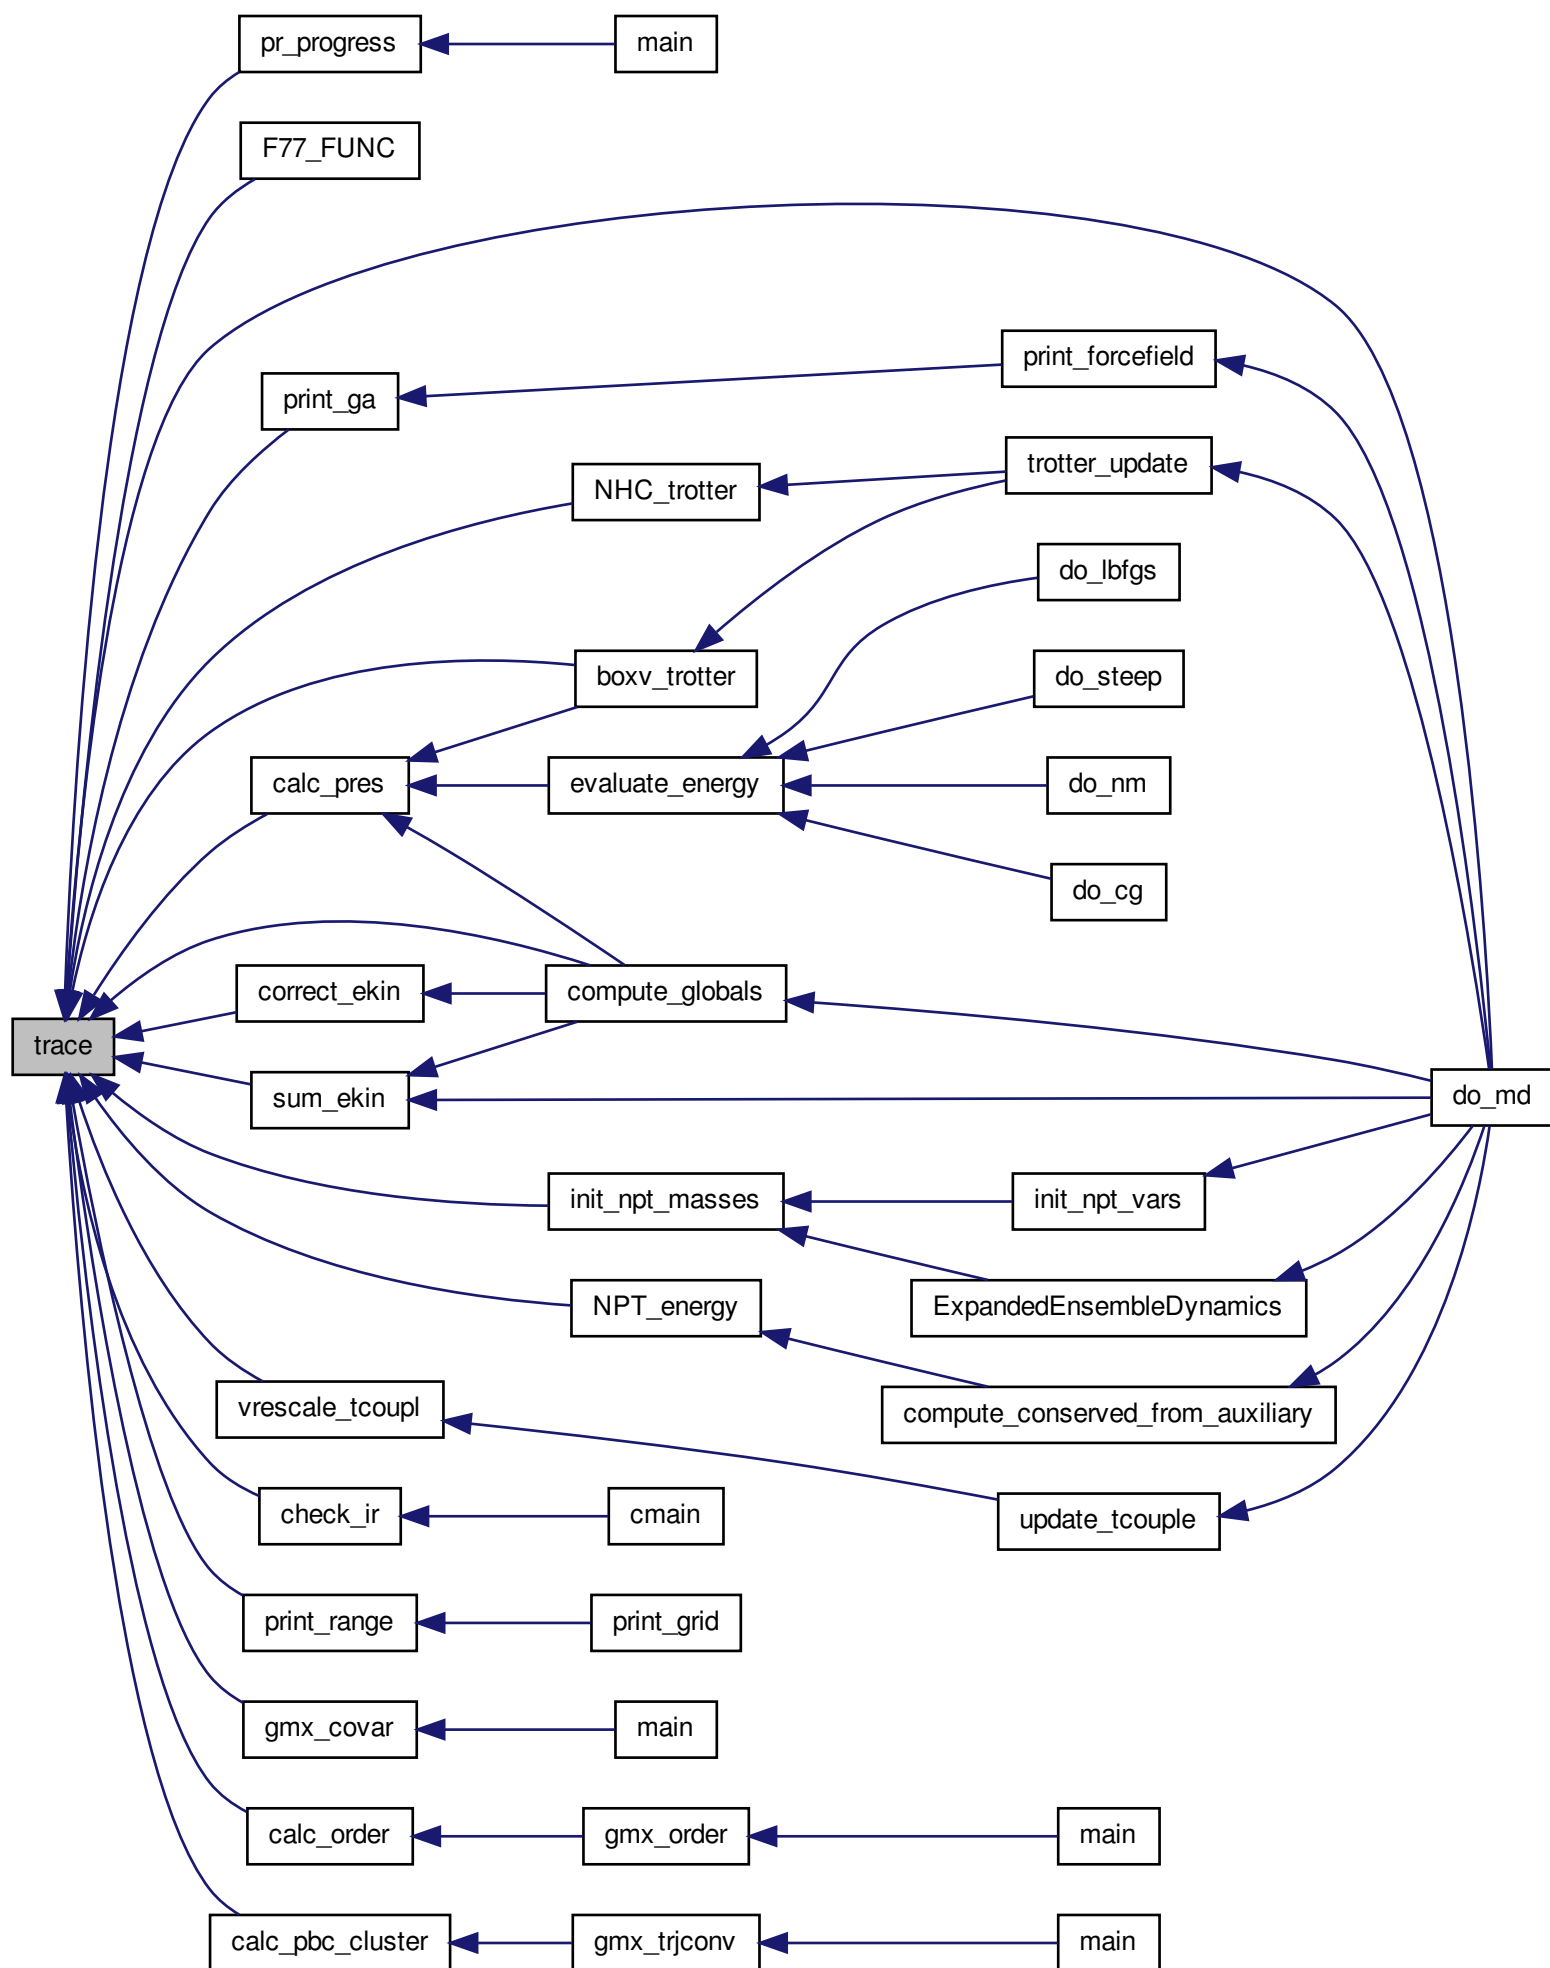 pr_progress
main
F77_FUNC
print_forcefield
print_ga
trotter_update
NHC_trotter
do_lbfgs
boxv_trotter
do_steep
calc_pres
evaluate_energy
do_nm
do_cg
correct_ekin
compute_globals
trace
sum_ekin
do_md
init_npt_masses
init_npt_vars
NPT_energy
ExpandedEnsembleDynamics
vrescale_tcoupl
compute_conserved_from_auxiliary
check_ir
cmain
update_tcouple
print_range
print_grid
gmx_covar
main
calc_order
gmx_order
main
calc_pbc_cluster
gmx_trjconv
main